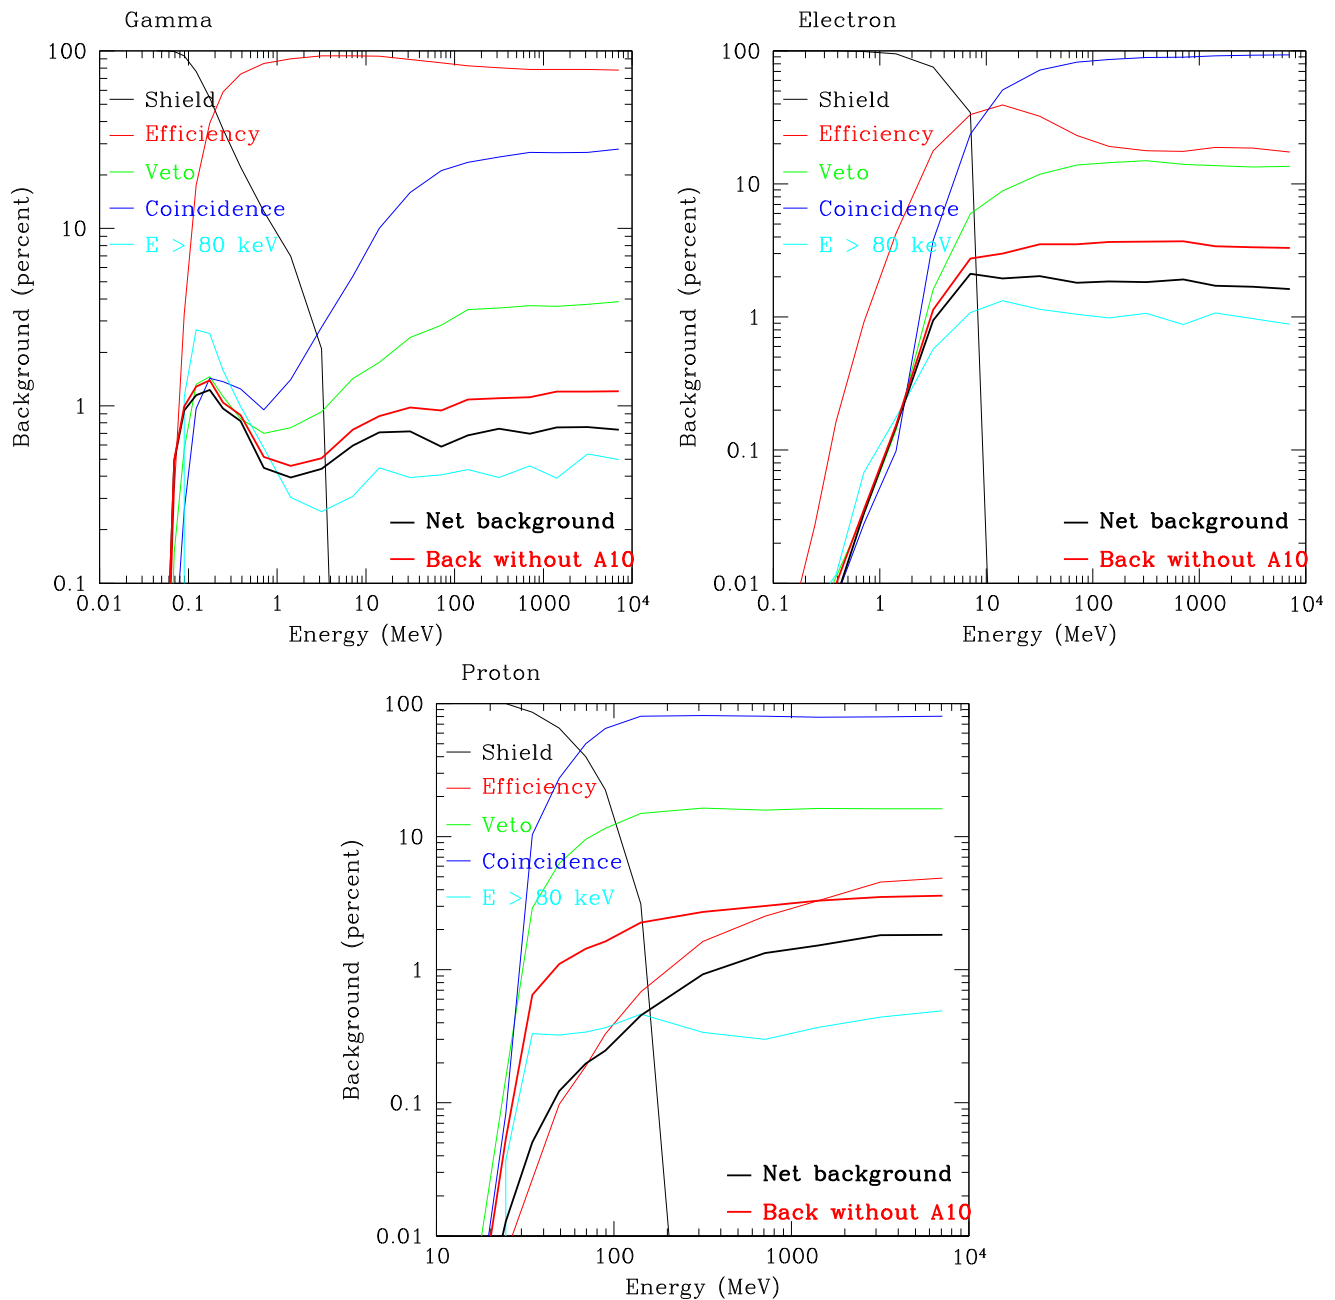 Gamma
100
10
1
0.1
Background (percent)
Shield
Efficiency
Veto
Coincidence
E > 80 keV
Net background
Back without A10
0.01 0.1 1 10 100 1000 10⁴
Energy (MeV)
Electron
100
10
1
0.1
0.01
Background (percent)
Shield
Efficiency
Veto
Coincidence
E > 80 keV
Net background
Back without A10
0.1 1 10 100 1000 10⁴
Energy (MeV)
Proton
100
10
1
0.1
0.01
Background (percent)
Shield
Efficiency
Veto
Coincidence
E > 80 keV
Net background
Back without A10
10 100 1000 10⁴
Energy (MeV)